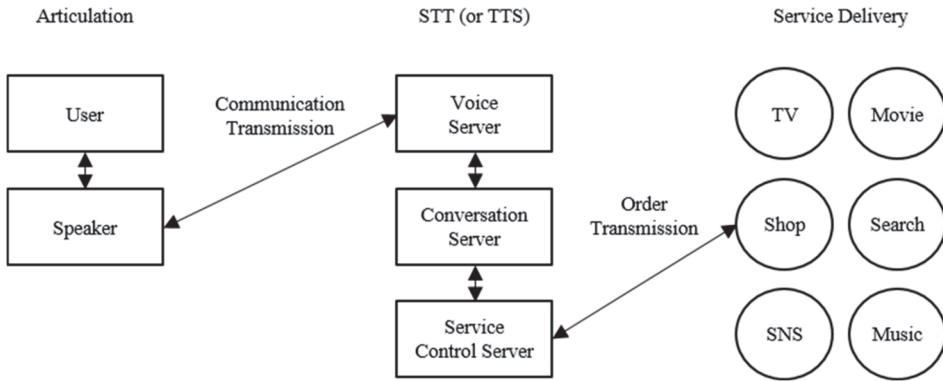 Articulation
STT (or TTS)
Service Delivery
User
Speaker
Communication
Transmission
Voice
Server
Conversation
Server
Service
Control Server
Order
Transmission
TV
Movie
Shop
Search
SNS
Music